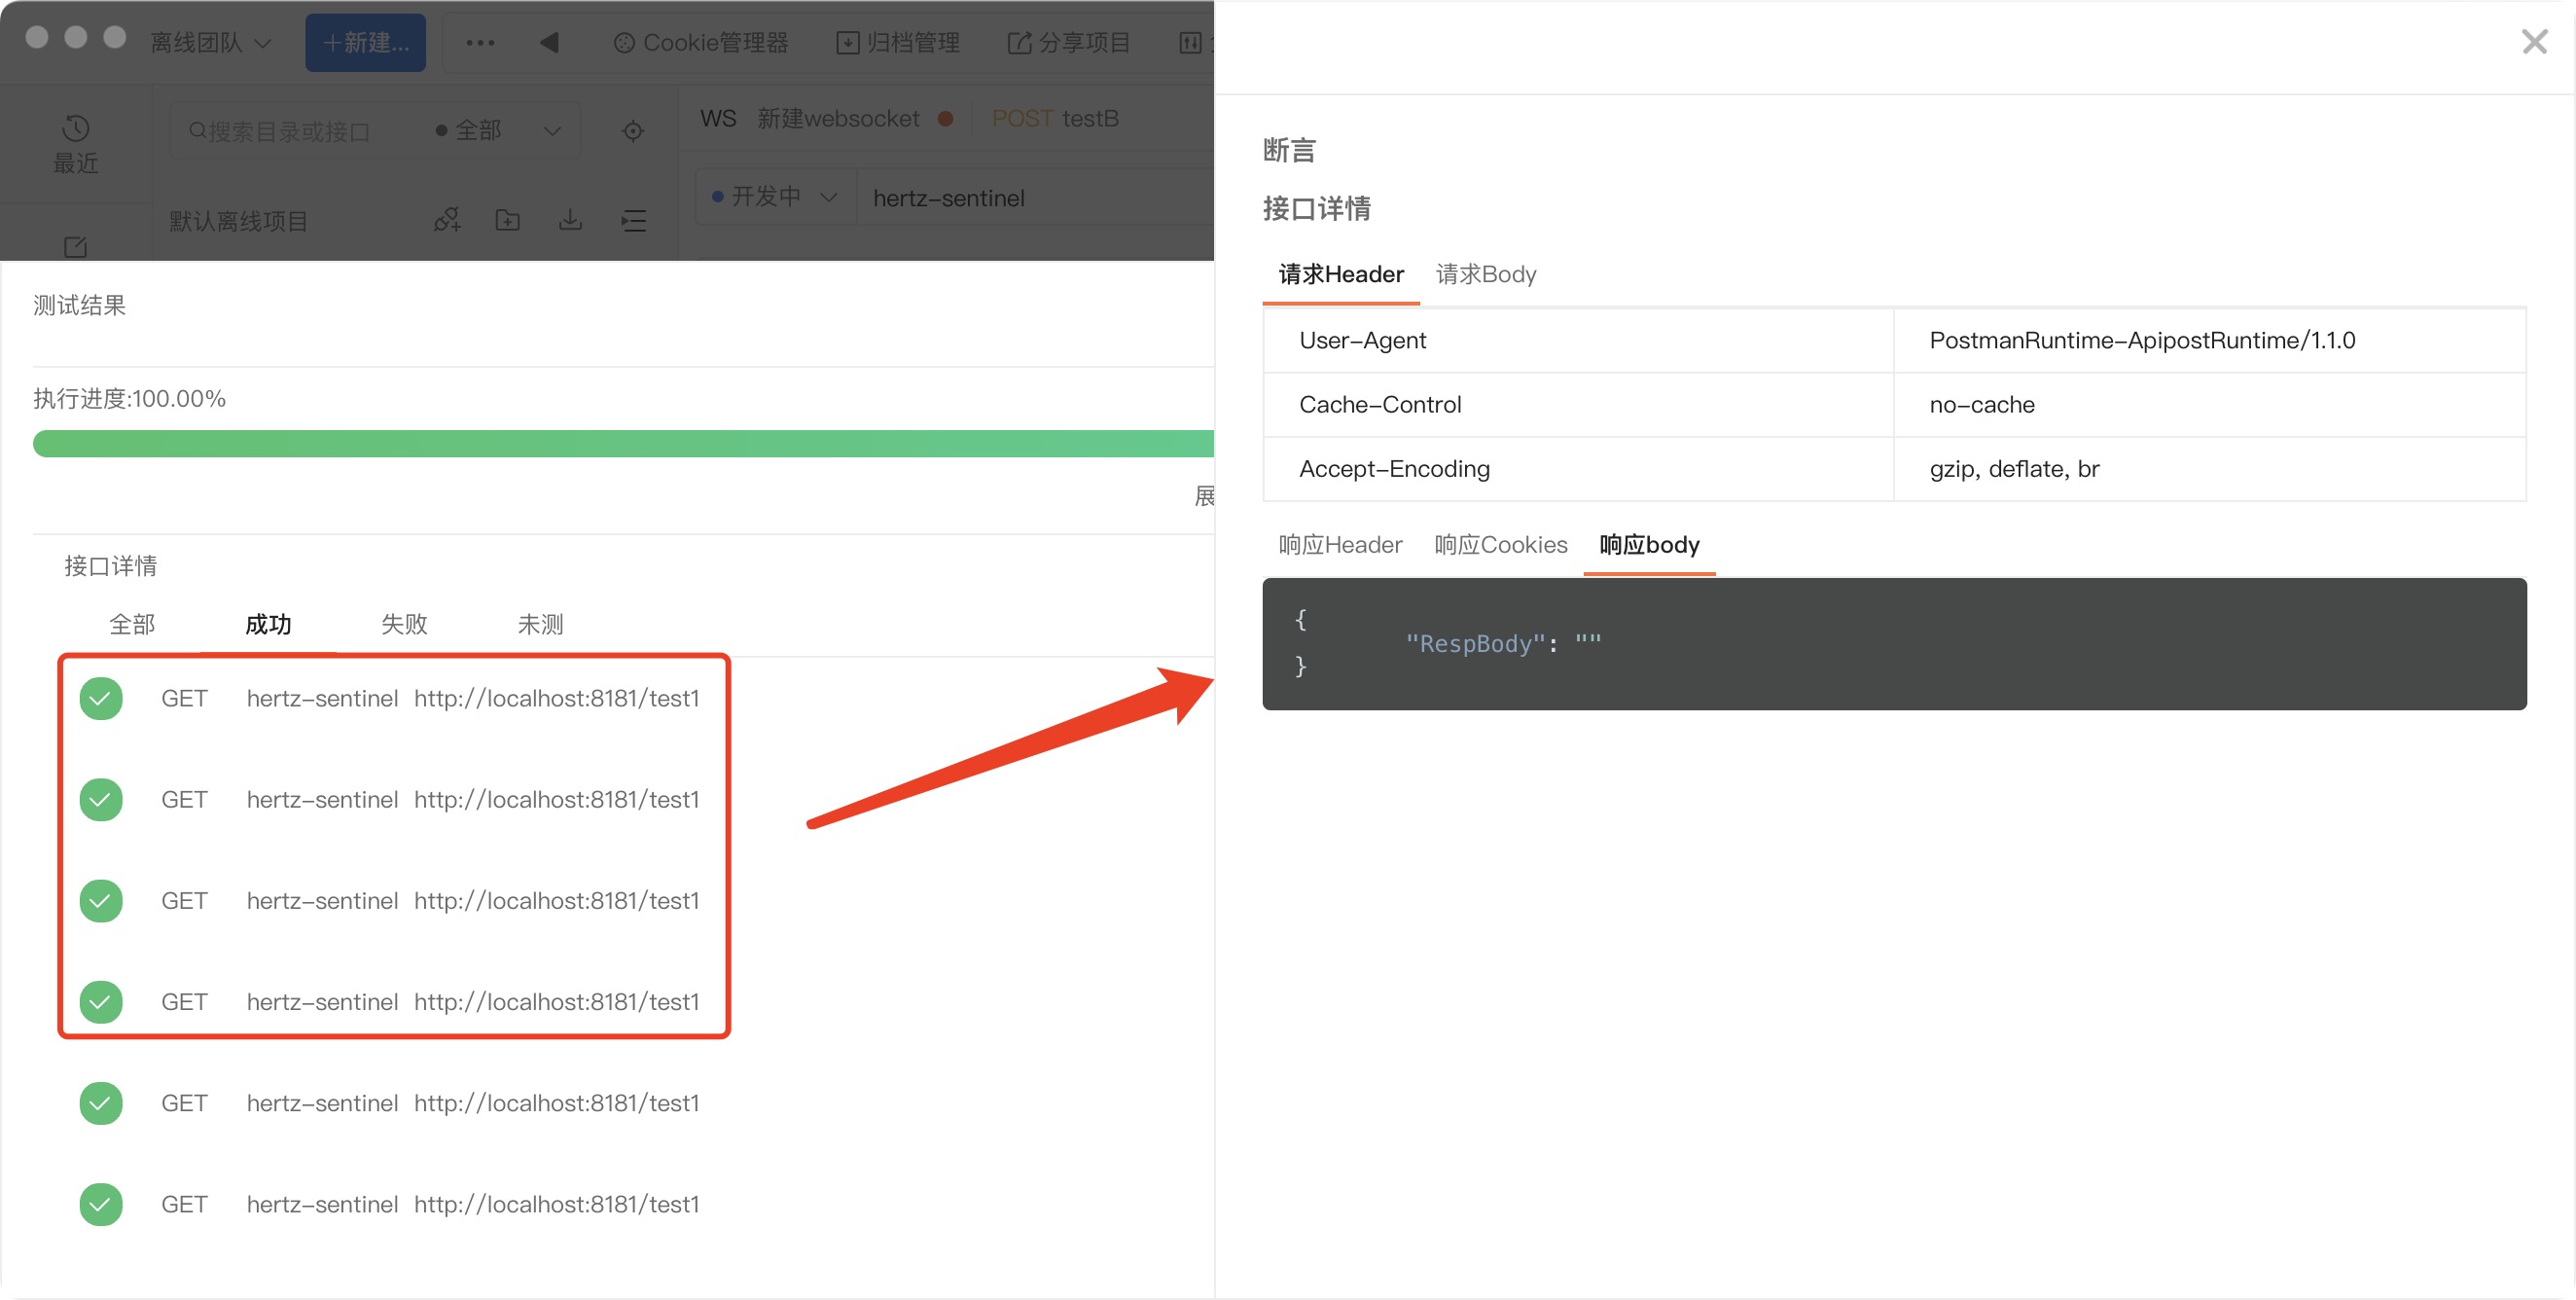 离线团队
+新建...
Cookie管理器
归档管理
分享项目
最近
搜索目录或接口
全部
默认离线项目
WS 新建websocket
POST testB
开发中
hertz-sentinel
测试结果
执行进度:100.00%
展
接口详情
全部 成功 失败 未测
GET hertz-sentinel http://localhost:8181/test1
GET hertz-sentinel http://localhost:8181/test1
GET hertz-sentinel http://localhost:8181/test1
GET hertz-sentinel http://localhost:8181/test1
GET hertz-sentinel http://localhost:8181/test1
GET hertz-sentinel http://localhost:8181/test1
断言
接口详情
请求Header 请求Body
User-Agent PostmanRuntime-ApipostRuntime/1.1.0
Cache-Control no-cache
Accept-Encoding gzip, deflate, br
响应Header 响应Cookies 响应body
{
"RespBody": ""
}